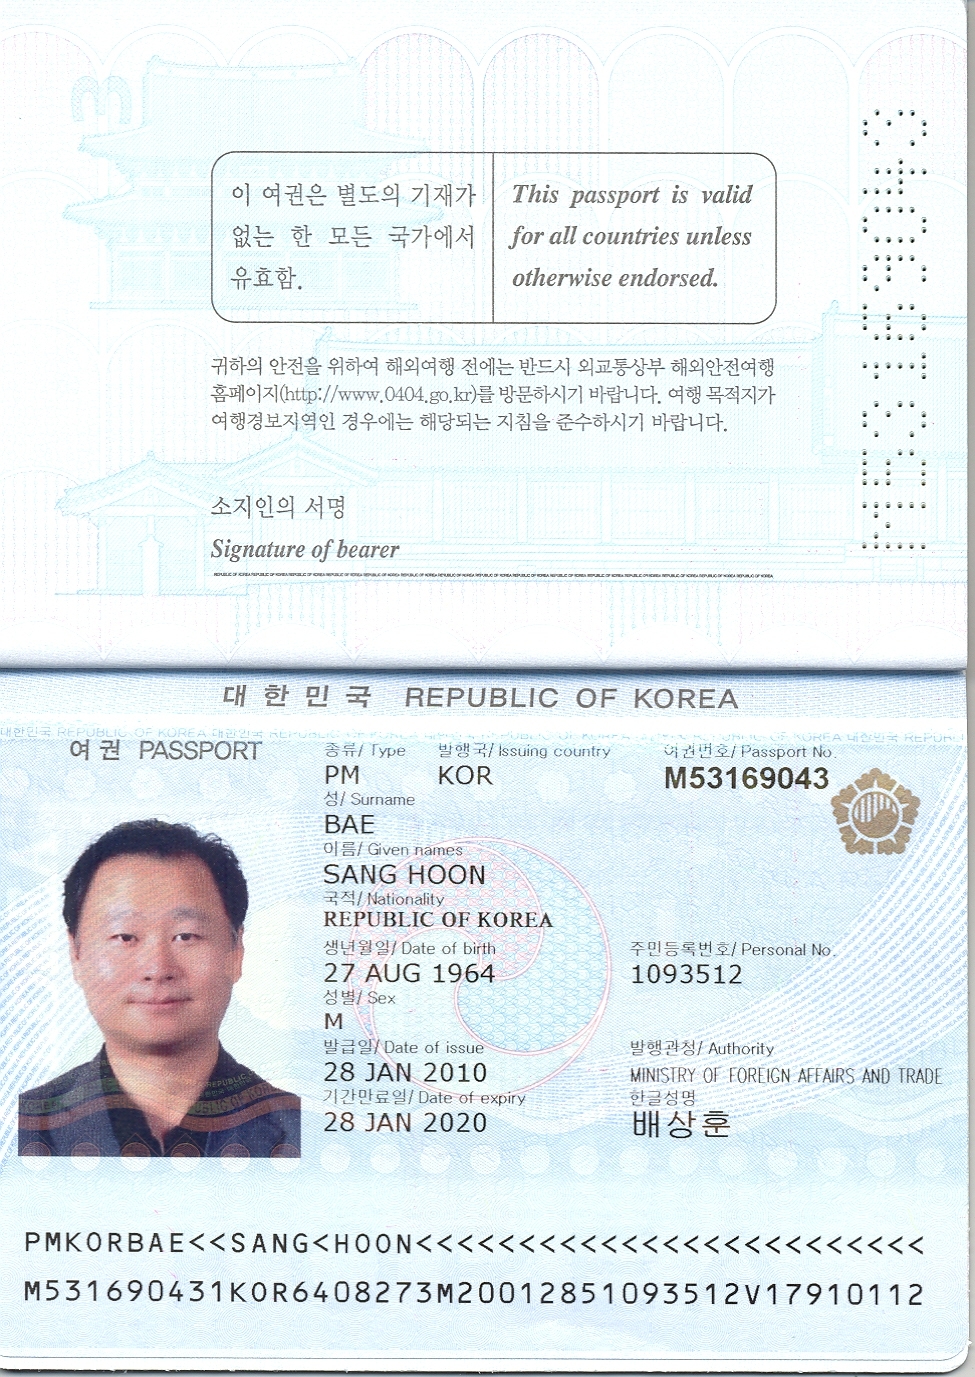 이 여권은 별도의 기재가
없는 한 모든 국가에서
유효함.
This passport is valid
for all countries unless
otherwise endorsed.
귀하의 안전을 위하여 해외여행 전에는 반드시 외교통상부 해외안전여행
홈페이지(http://www.0404.go.kr)를 방문하시기 바랍니다. 여행 목적지가
여행경보지역인 경우에는 해당되는 지침을 준수하시기 바랍니다.
소지인의 서명
Signature of bearer
M53169043
대한민국 REPUBLIC OF KOREA
여권 PASSPORT
종류/ Type 발행국/ Issuing country 여권번호/ Passport No.
PM KOR M53169043
성/ Surname
BAE
이름/ Given names
SANG HOON
국적/ Nationality
REPUBLIC OF KOREA
생년월일/ Date of birth 주민등록번호/ Personal No.
27 AUG 1964 1093512
성별/ Sex
M
발급일/ Date of issue 발행관청/ Authority
28 JAN 2010 MINISTRY OF FOREIGN AFFAIRS AND TRADE
기간만료일/ Date of expiry 한글성명
28 JAN 2020 배상훈
PMKORBAE<<SANG<HOON<<<<<<<<<<<<<<<<<<<<<<<<<
M531690431KOR6408273M20012851093512V17910112